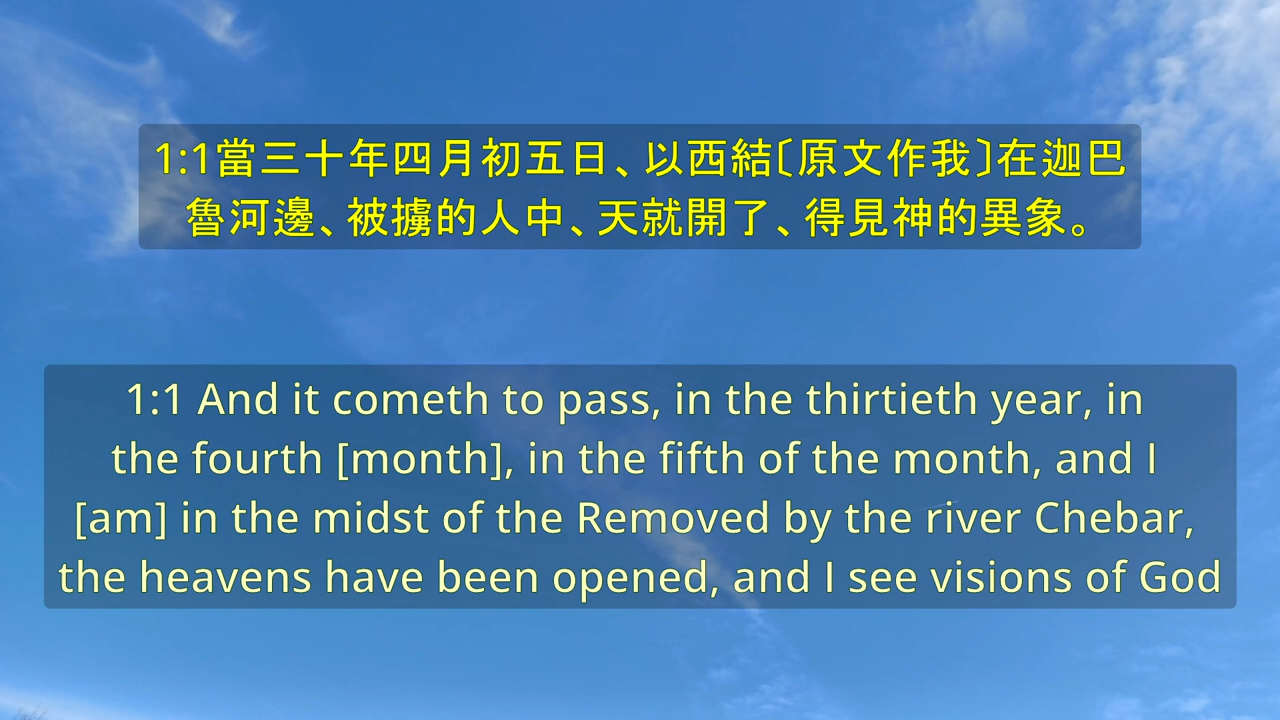 1:1當三十年四月初五日、以西結〔原文作我〕在迦巴
魯河邊、被擄的人中、天就開了、得見神的異象。
1:1 And it cometh to pass, in the thirtieth year, in
the fourth [month], in the fifth of the month, and I
[am] in the midst of the Removed by the river Chebar,
the heavens have been opened, and I see visions of God